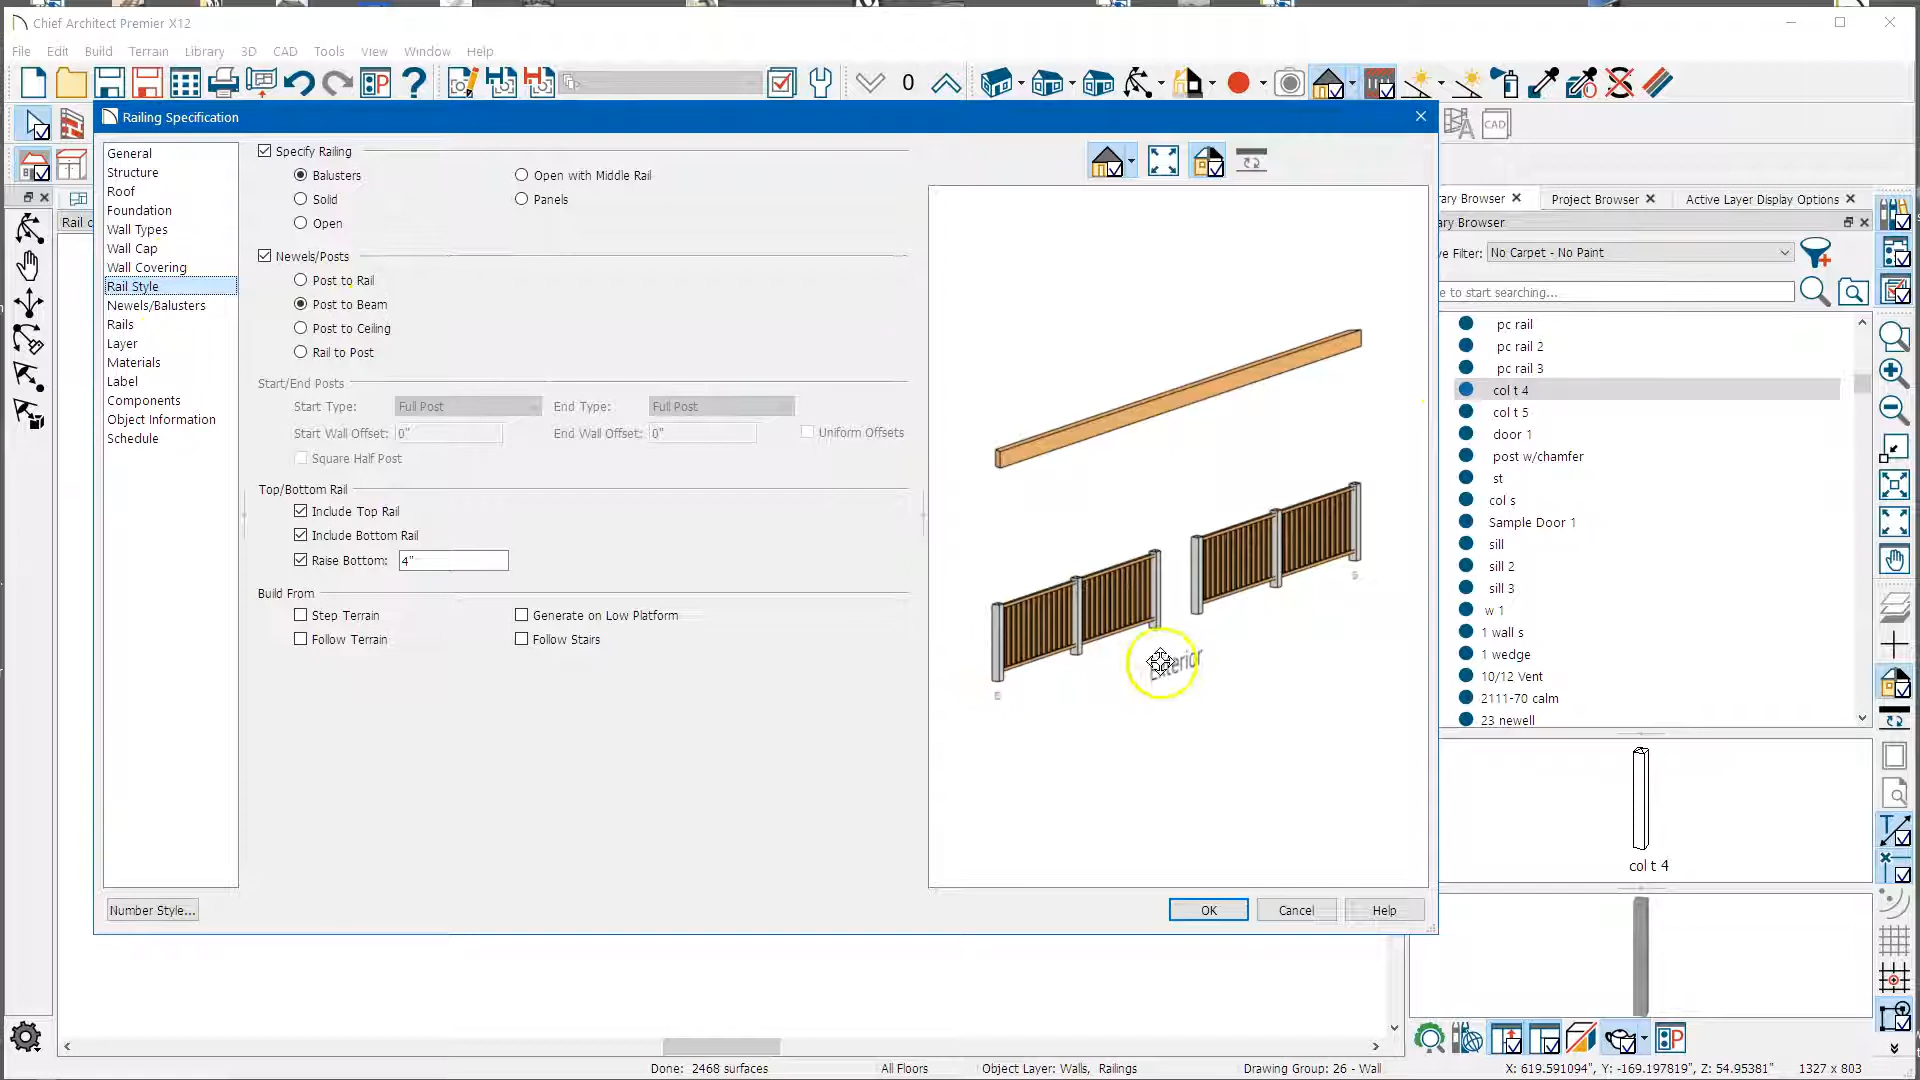 Chief Architect Premier X12
File Edit Build Terrain Library 3D CAD Tools View Window Help
0
Railing Specification
CAD
General
Structure
Roof
Foundation
Wall Types
Wall Cap
Wall Covering
Rail Style
Newels/Balusters
Rails
Layer
Materials
Label
Components
Object Information
Schedule
Number Style...
Rail c
Specify Railing
Balusters
Open with Middle Rail
Solid
Panels
Open
Newels/Posts
Post to Rail
Post to Beam
Post to Ceiling
Rail to Post
Start/End Posts
Start Type: Full Post End Type: Full Post
Start Wall Offset: 0" End Wall Offset: 0" Uniform Offsets
Square Half Post
Top/Bottom Rail
Include Top Rail
Include Bottom Rail
Raise Bottom: 4"
Build From
Step Terrain
Generate on Low Platform
Follow Terrain
Follow Stairs
OK
Cancel
Help
rary Browser
Project Browser
Active Layer Display Options
ary Browser
ve Filter: No Carpet - No Paint
e to start searching...
pc rail
pc rail 2
pc rail 3
col t 4
col t 5
door 1
post w/chamfer
st
col s
Sample Door 1
sill
sill 2
sill 3
w 1
1 wall s
1 wedge
10/12 Vent
2111-70 calm
23 newell
col t 4
Done: 2468 surfaces
All Floors
Object Layer: Walls, Railings
Drawing Group: 26 - Wall
X: 619.591094", Y: -169.197819", Z: 54.95381"
1327 x 803